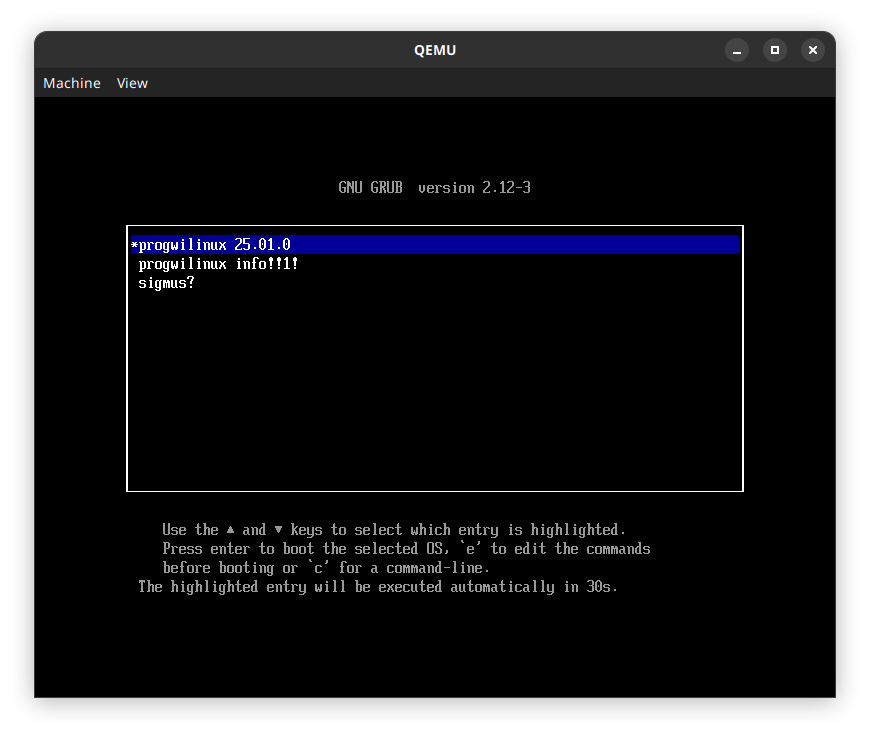 QEMU
Machine View
GNU GRUB version 2.12-3
*progwilinux 25.01.0
progwilinux info!!1!
sigmus?
Use the ▲ and ▼ keys to select which entry is highlighted.
Press enter to boot the selected OS, `e' to edit the commands
before booting or `c' for a command-line.
The highlighted entry will be executed automatically in 30s.